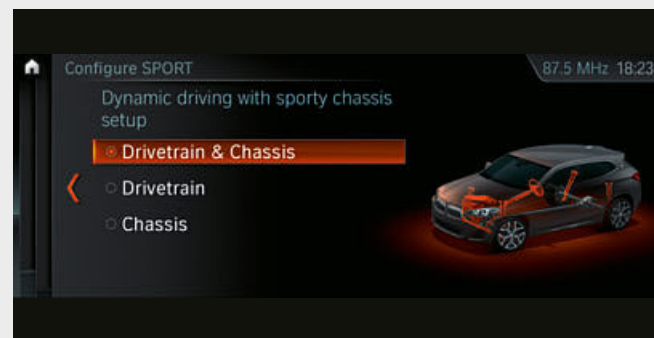 Configure SPORT
87.5 MHz 18:23
Dynamic driving with sporty chassis
setup
Drivetrain & Chassis
Drivetrain
Chassis